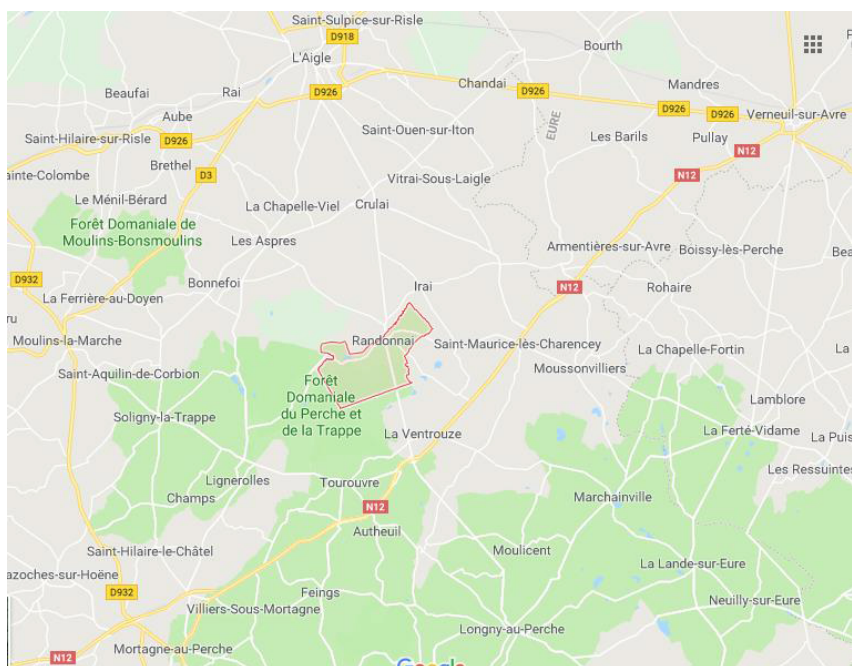 Saint-Sulpice-sur-Risle
D918
Bourth
L'Aigle
Chandai
D926
Mandres
Beaufai
Rai
D926
D926
D926
Verneuil-sur-Avre
Aube
Saint-Hilaire-sur-Risle
D926
Saint-Ouen-sur-Iton
EURE
Les Barils
Pullay
N12
Brethel
D3
N12
ainte-Colombe
Vitrai-Sous-Laigle
Le Ménil-Bérard
La Chapelle-Viel
Crulai
Forêt Domaniale de
Moulins-Bonsmoulins
Les Aspres
Armentières-sur-Avre
Boissy-lès-Perche
Bea
D932
Bonnefoi
Irai
N12
Rohaire
La Ferrière-au-Doyen
ru
Moulins-la-Marche
Randonnai
Saint-Maurice-lès-Charencey
La Chapelle-Fortin
La
Saint-Aquilin-de-Corbion
Moussonvilliers
Forêt
Domaniale
du Perche et
de la Trappe
Soligny-la-Trappe
Lamblore
La Ventrouze
La Ferté-Vidame
La Puis
Lignerolles
Tourouvre
Les Ressuintes
Champs
N12
Marchainville
Autheuil
Saint-Hilaire-le-Châtel
Moulicent
La Lande-sur-Eure
azoches-sur-Hoëne
D932
Feings
Villiers-Sous-Mortagne
Neuilly-sur-Eure
Longny-au-Perche
Mortagne-au-Perche
N12
Google